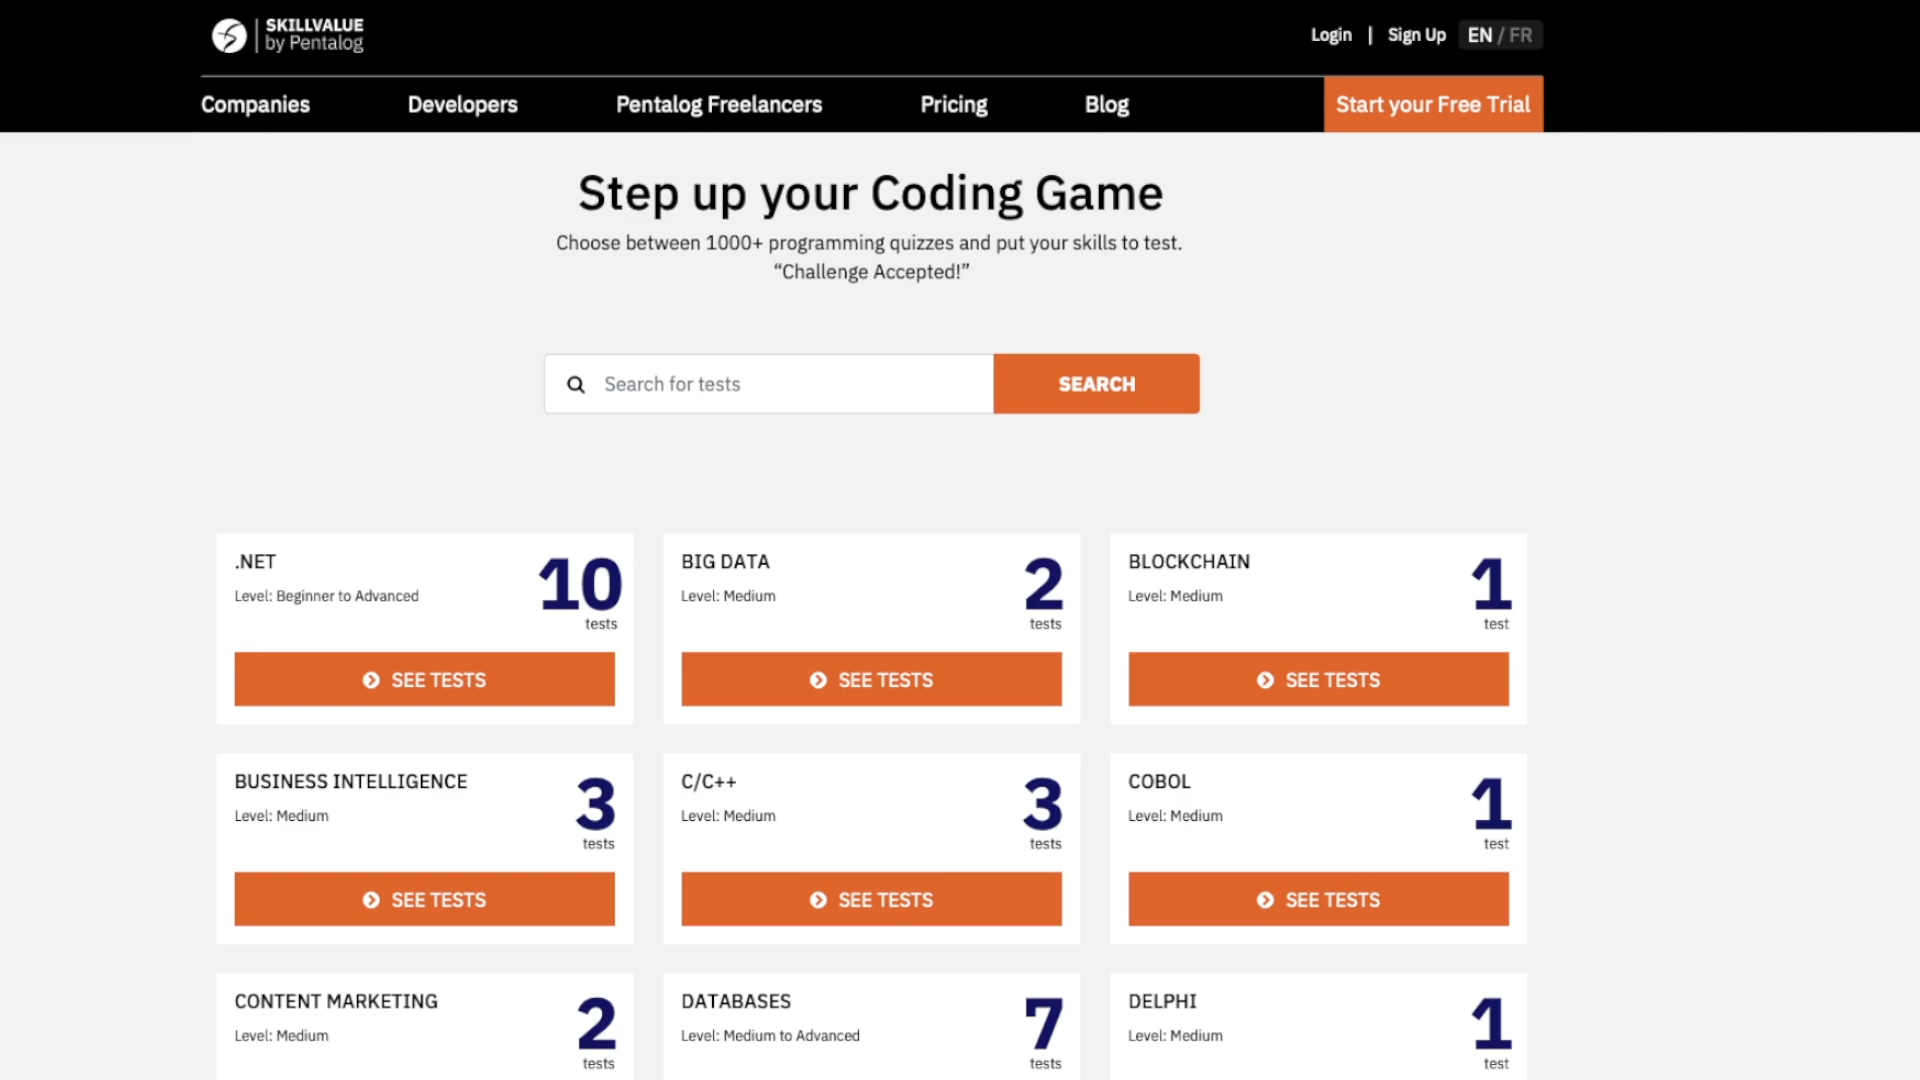 SKILLVALUE
by Pentalog
Login | Sign Up EN / FR
Companies Developers Pentalog Freelancers Pricing Blog Start your Free Trial
Step up your Coding Game
Choose between 1000+ programming quizzes and put your skills to test.
“Challenge Accepted!”
Search for tests SEARCH
.NET
Level: Beginner to Advanced
10
tests
SEE TESTS
BIG DATA
Level: Medium
2
tests
SEE TESTS
BLOCKCHAIN
Level: Medium
1
test
SEE TESTS
BUSINESS INTELLIGENCE
Level: Medium
3
tests
SEE TESTS
C/C++
Level: Medium
3
tests
SEE TESTS
COBOL
Level: Medium
1
test
SEE TESTS
CONTENT MARKETING
Level: Medium
2
tests
DATABASES
Level: Medium to Advanced
7
tests
DELPHI
Level: Medium
1
test